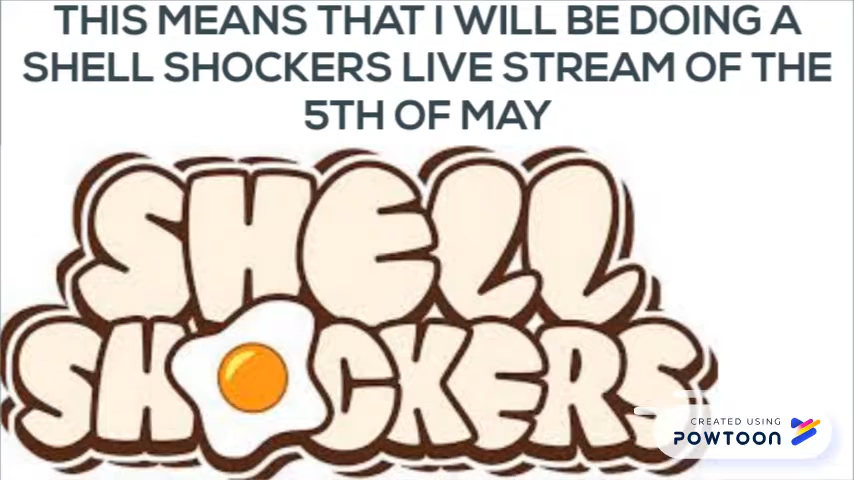 THIS MEANS THAT I WILL BE DOING A
SHELL SHOCKERS LIVE STREAM OF THE
5TH OF MAY
SHELL
SHOCKERS
CREATED USING
POWTOON